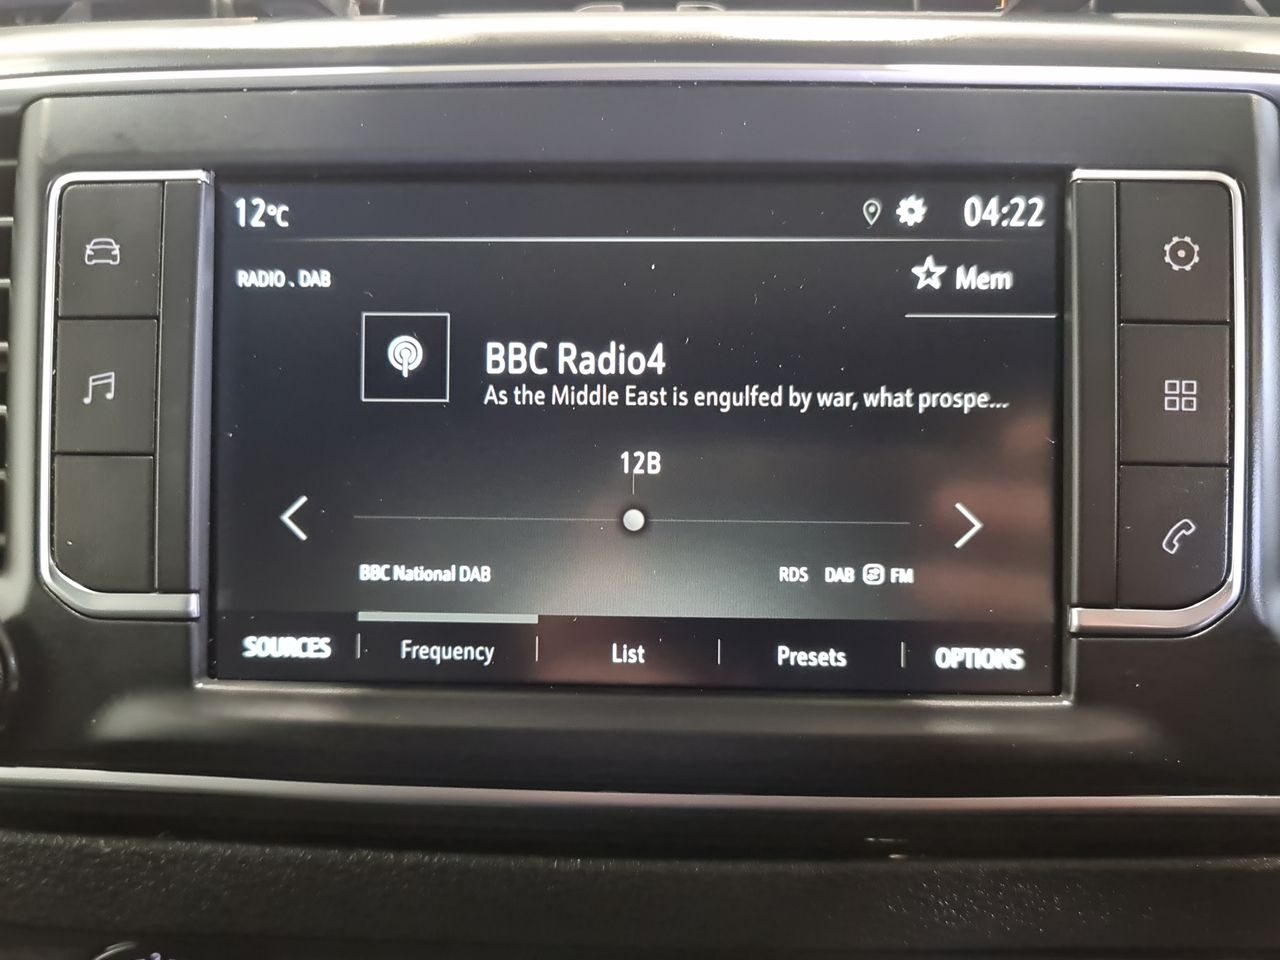 12°C
04:22
RADIO . DAB
Mem
BBC Radio4
As the Middle East is engulfed by war, what prospe...
12B
BBC National DAB
RDS DAB FM
SOURCES
Frequency
List
Presets
OPTIONS